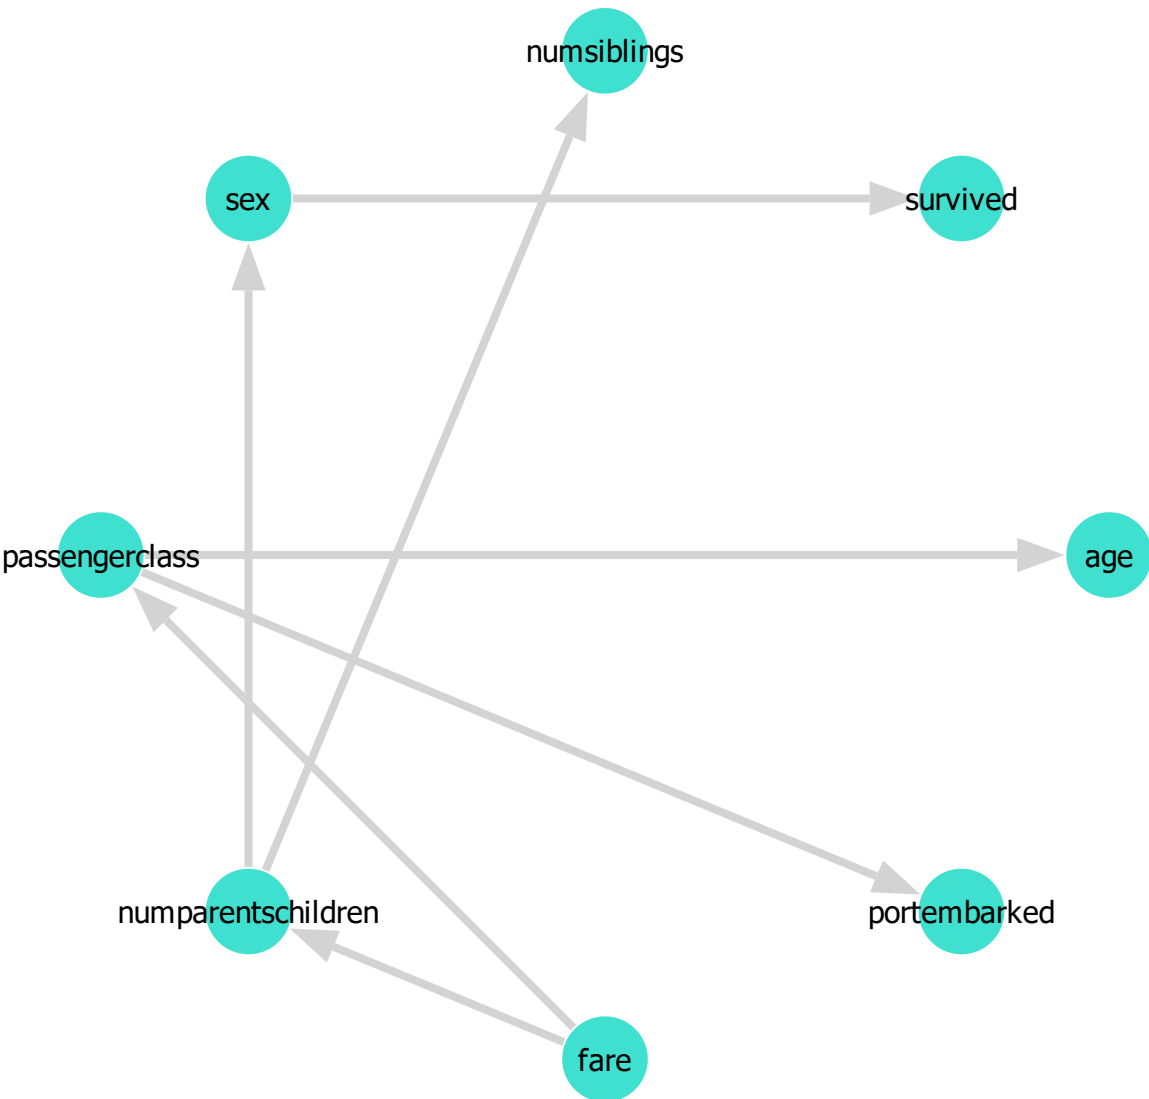 numsiblings
sex
survived
passengerclass
age
numparentschildren
portembarked
fare